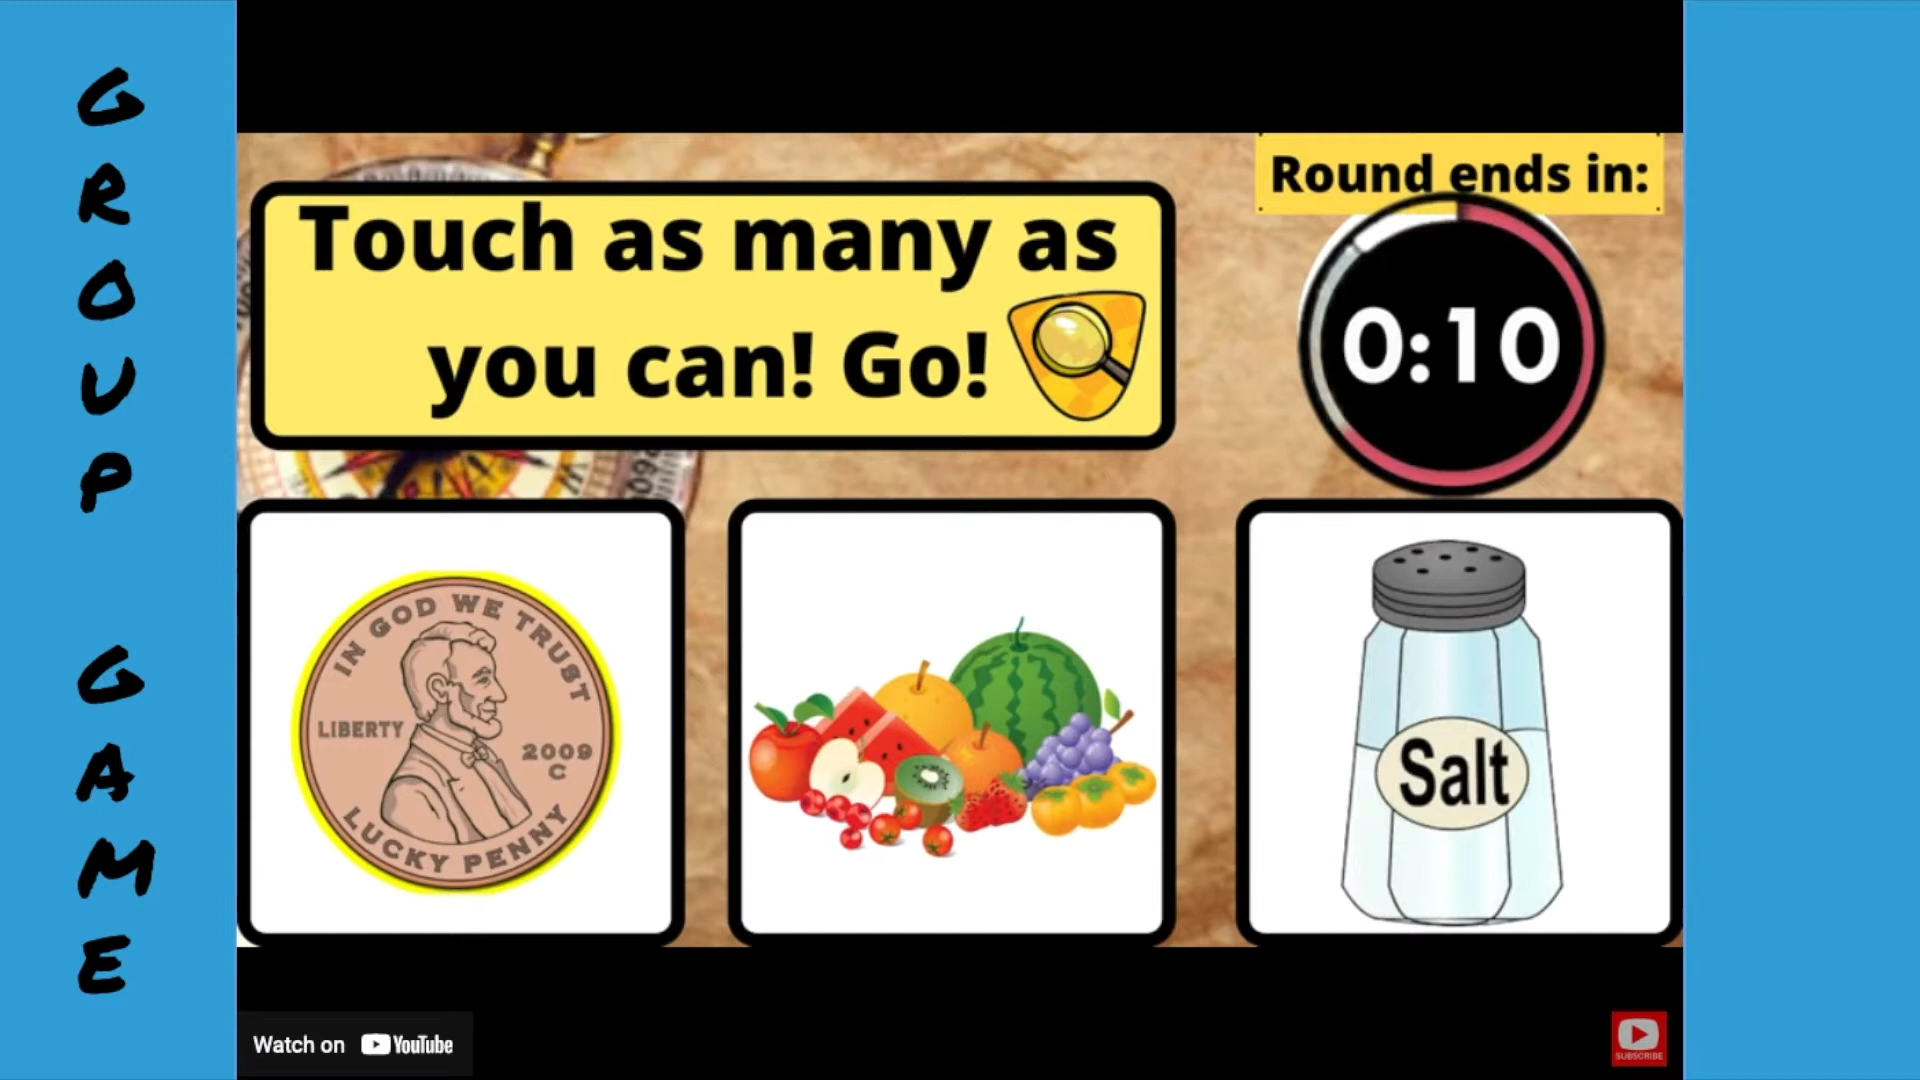 GROUP GAME
Round ends in:
Touch as many as
you can! Go!
0:10
IN GOD WE TRUST
LIBERTY
2009
C
LUCKY PENNY
Salt
Watch on YouTube
SUBSCRIBE